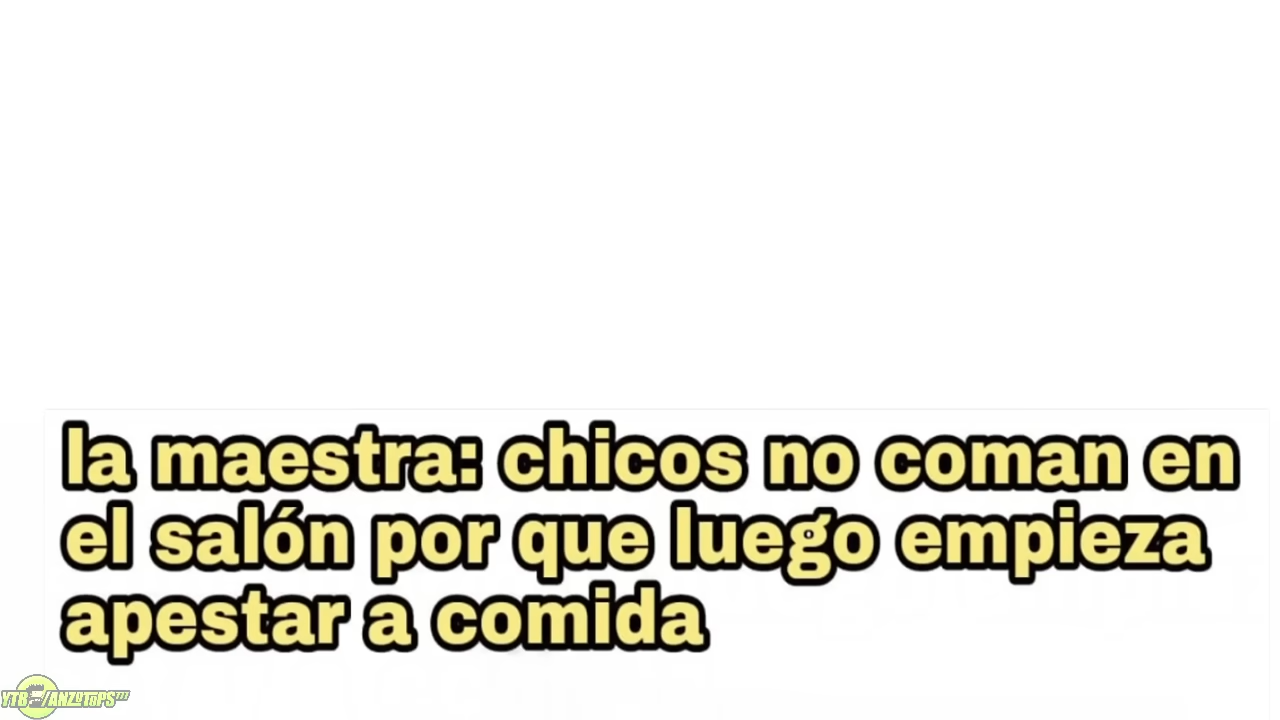 la maestra: chicos no coman en
el salón por que luego empieza
apestar a comida